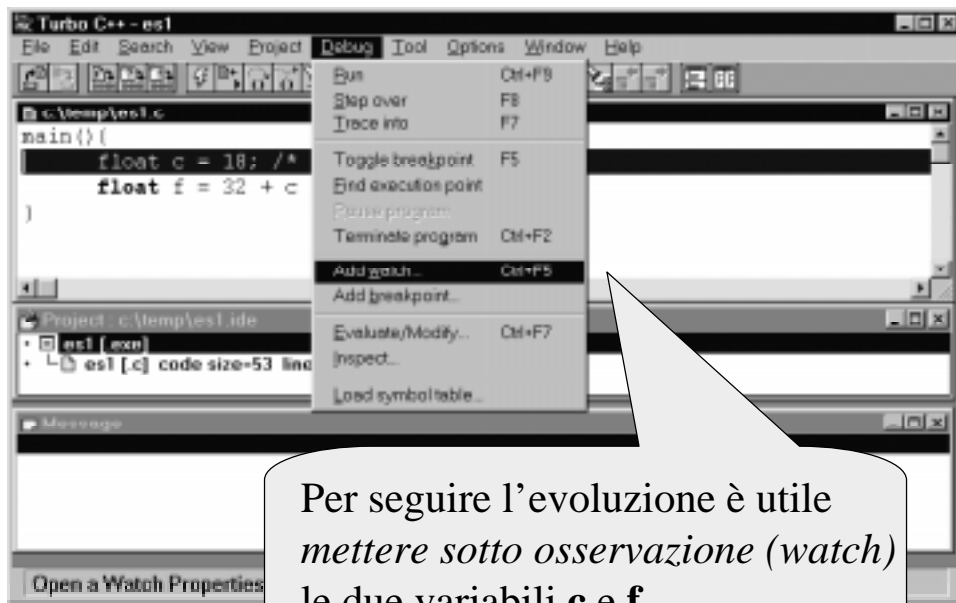 Turbo C++ - es1
File Edit Search View Project Debug Tool Options Window Help
Run Ctrl+F9
Step over F8
Trace into F7
Toggle breakpoint F5
Find execution point
Pause program
Terminate program Ctrl+F2
Add watch... Ctrl+F5
Add breakpoint...
Evaluate/Modify... Ctrl+F7
Inspect...
Load symbol table...
c:\temp\es1.c
main(){
float c = 18; /*
float f = 32 + c
}
Project : c:\temp\es1.ide
es1 [.exe]
es1 [.c] code size=53 line
Message
Per seguire l’evoluzione è utile
mettere sotto osservazione (watch)
le due variabili c e f
Open a Watch Properties